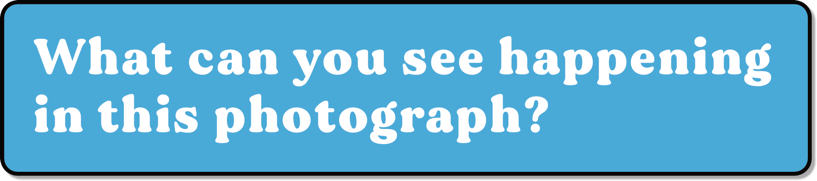 What can you see happening
in this photograph?